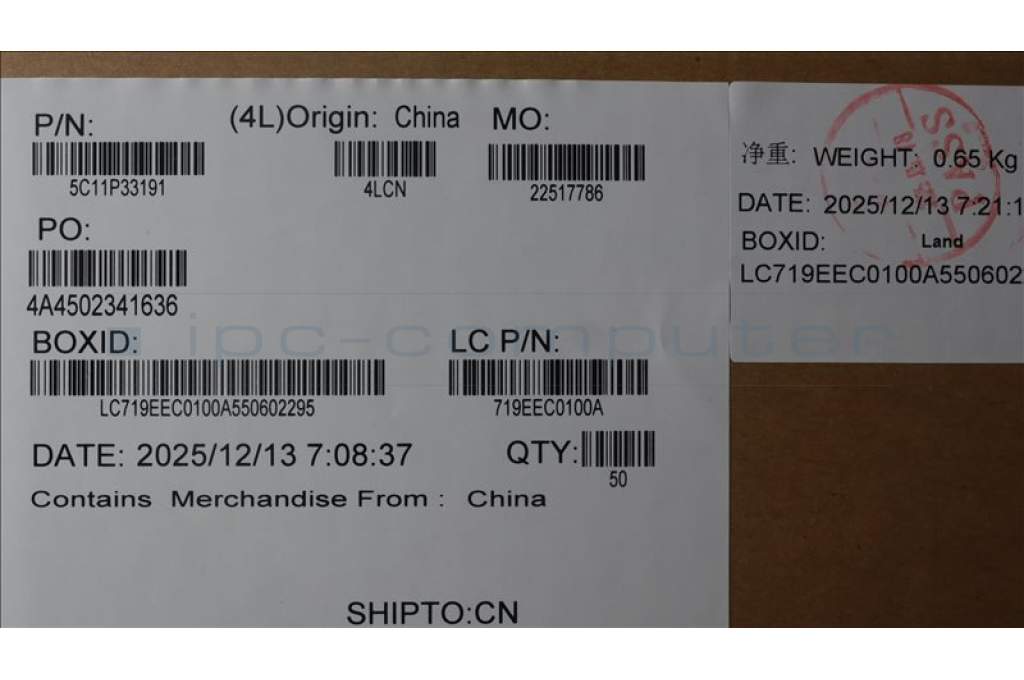 P/N:
5C11P33191
(4L)Origin: China
4LCN
MO:
22517786
PO:
4A4502341636
BOXID:
LC719EEC0100A550602295
LC P/N:
719EEC0100A
DATE: 2025/12/13 7:08:37
QTY:
50
Contains Merchandise From : China
SHIPTO:CN
净重: WEIGHT: 0.65 Kg
DATE: 2025/12/13 7:21:1
BOXID: Land
LC719EEC0100A550602
ipc-computer